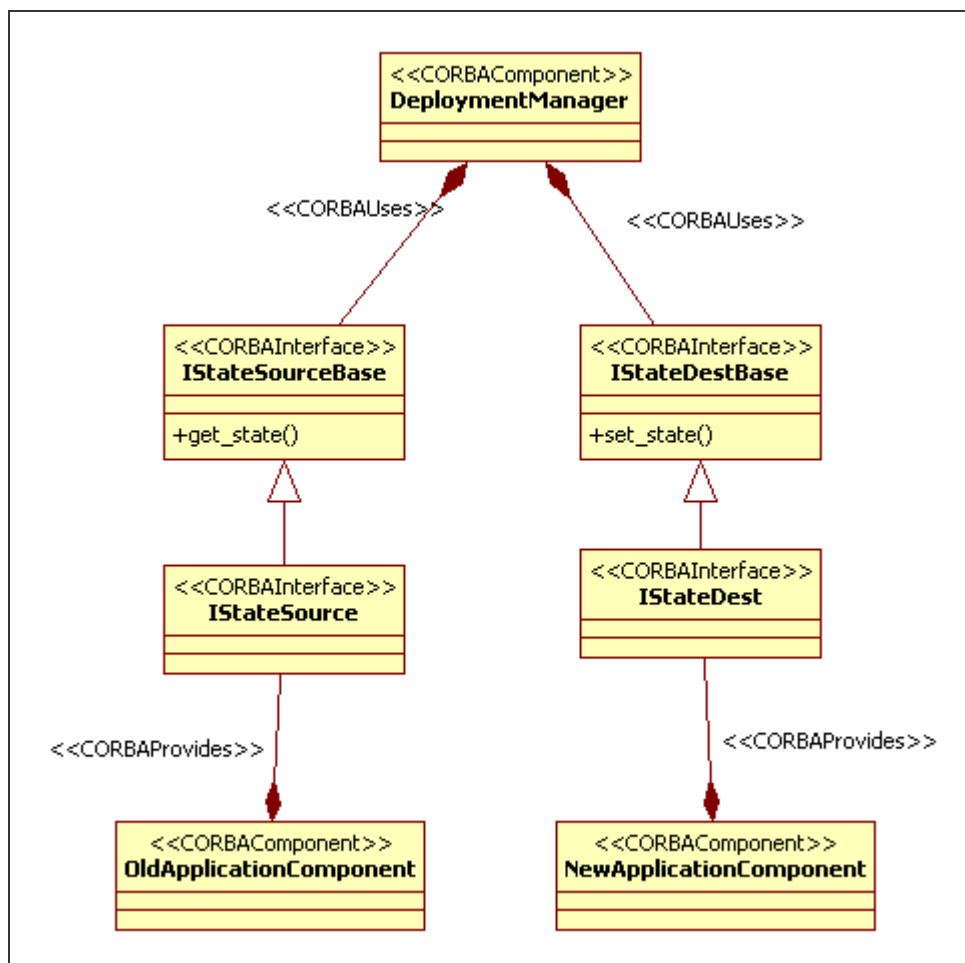 <<CORBAComponent>>
DeploymentManager
<<CORBAUses>>
<<CORBAUses>>
<<CORBAInterface>>
IStateSourceBase
+get_state()
<<CORBAInterface>>
IStateDestBase
+set_state()
<<CORBAInterface>>
IStateSource
<<CORBAInterface>>
IStateDest
<<CORBAProvides>>
<<CORBAProvides>>
<<CORBAComponent>>
OldApplicationComponent
<<CORBAComponent>>
NewApplicationComponent